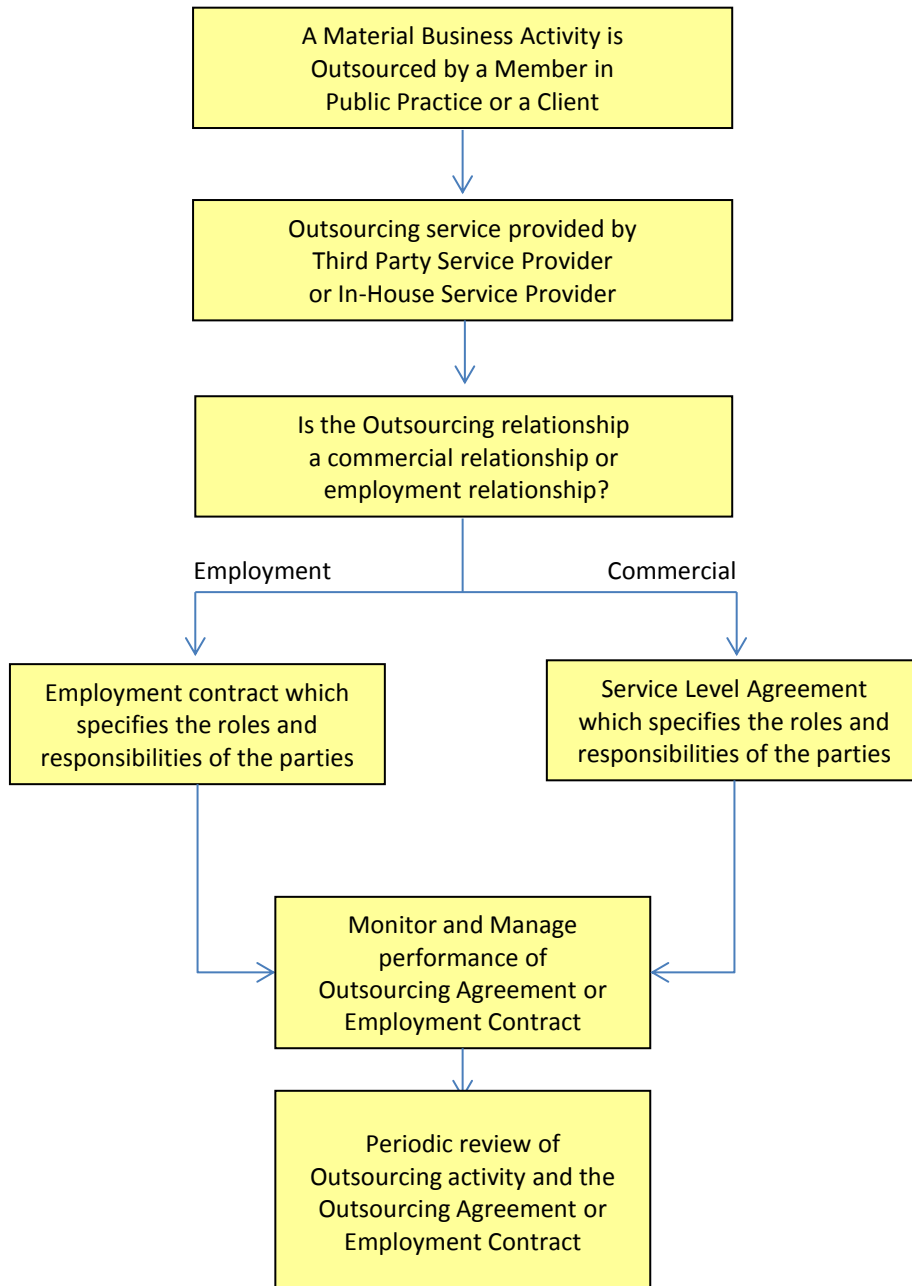 A Material Business Activity is
Outsourced by a Member in
Public Practice or a Client
Outsourcing service provided by
Third Party Service Provider
or In-House Service Provider
Is the Outsourcing relationship
a commercial relationship or
employment relationship?
Employment
Commercial
Employment contract which
specifies the roles and
responsibilities of the parties
Service Level Agreement
which specifies the roles and
responsibilities of the parties
Monitor and Manage
performance of
Outsourcing Agreement or
Employment Contract
Periodic review of
Outsourcing activity and the
Outsourcing Agreement or
Employment Contract